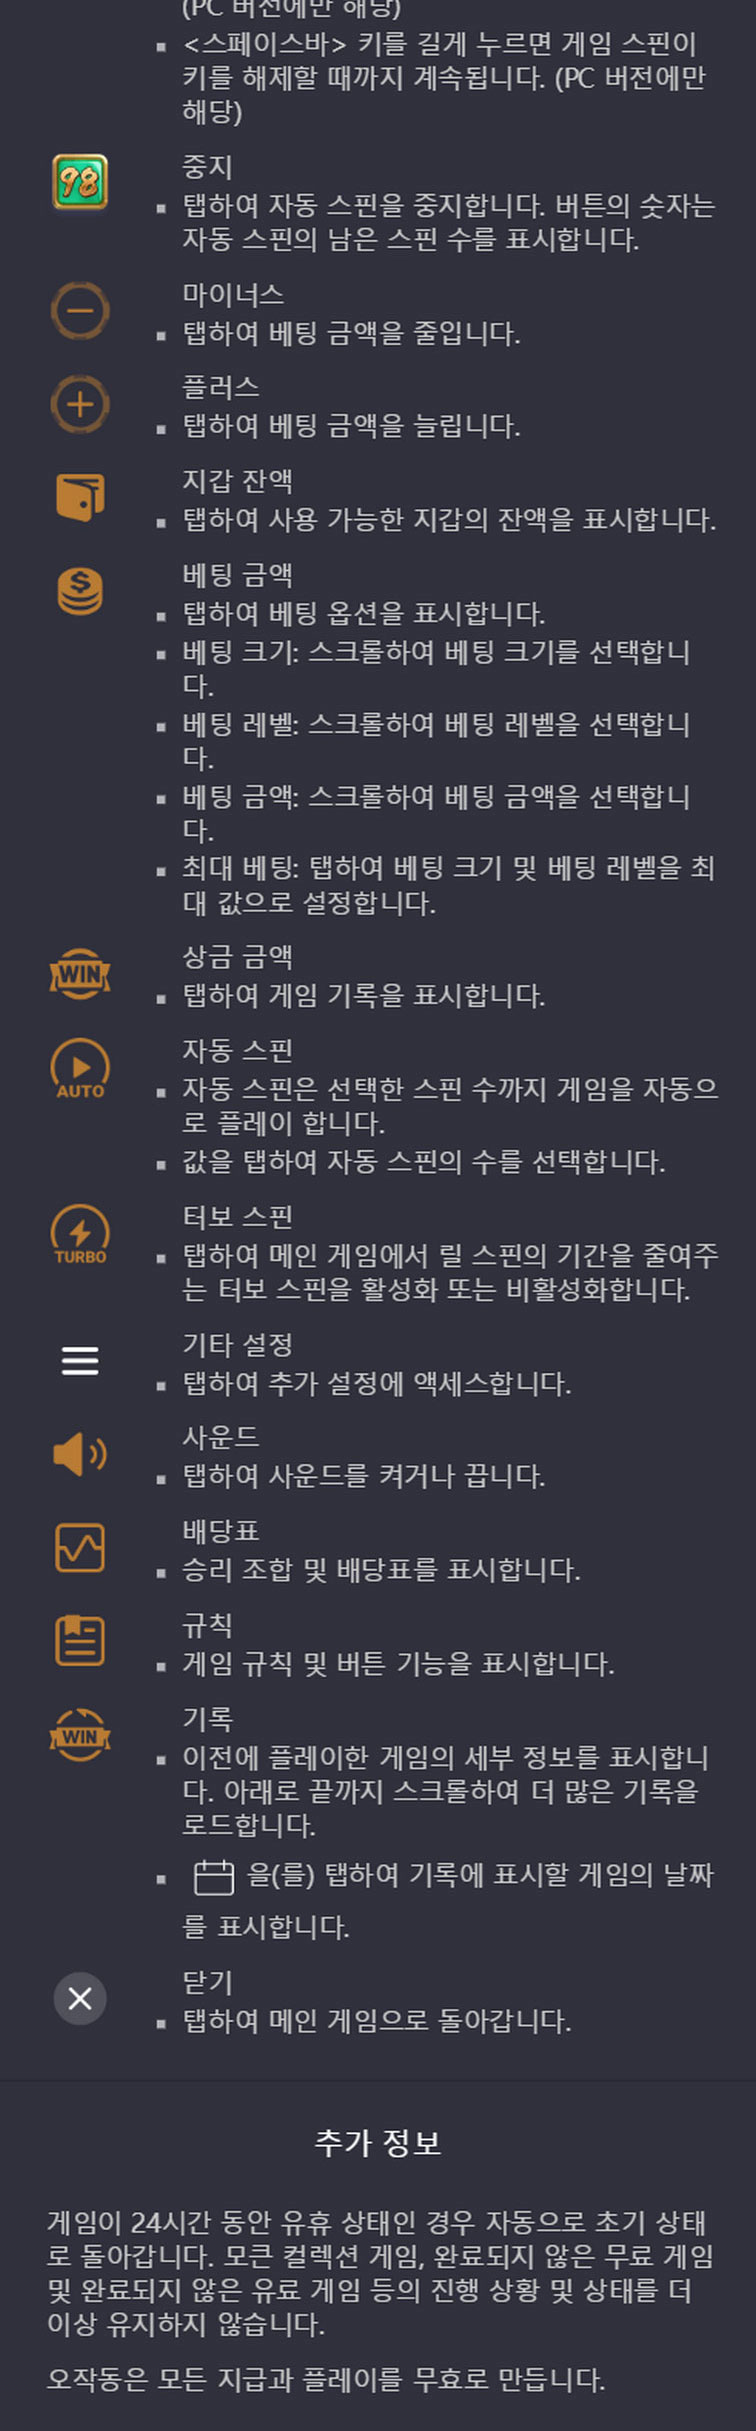 (PC 버전에만 해당)
▪ <스페이스바> 키를 길게 누르면 게임 스핀이
키를 해제할 때까지 계속됩니다. (PC 버전에만
해당)
98
중지
▪ 탭하여 자동 스핀을 중지합니다. 버튼의 숫자는
자동 스핀의 남은 스핀 수를 표시합니다.
마이너스
▪ 탭하여 베팅 금액을 줄입니다.
플러스
▪ 탭하여 베팅 금액을 늘립니다.
지갑 잔액
▪ 탭하여 사용 가능한 지갑의 잔액을 표시합니다.
베팅 금액
▪ 탭하여 베팅 옵션을 표시합니다.
▪ 베팅 크기: 스크롤하여 베팅 크기를 선택합니
다.
▪ 베팅 레벨: 스크롤하여 베팅 레벨을 선택합니
다.
▪ 베팅 금액: 스크롤하여 베팅 금액을 선택합니
다.
▪ 최대 베팅: 탭하여 베팅 크기 및 베팅 레벨을 최
대 값으로 설정합니다.
WIN
상금 금액
▪ 탭하여 게임 기록을 표시합니다.
AUTO
자동 스핀
▪ 자동 스핀은 선택한 스핀 수까지 게임을 자동으
로 플레이 합니다.
▪ 값을 탭하여 자동 스핀의 수를 선택합니다.
TURBO
터보 스핀
▪ 탭하여 메인 게임에서 릴 스핀의 기간을 줄여주
는 터보 스핀을 활성화 또는 비활성화합니다.
기타 설정
▪ 탭하여 추가 설정에 액세스합니다.
사운드
▪ 탭하여 사운드를 켜거나 끕니다.
배당표
▪ 승리 조합 및 배당표를 표시합니다.
규칙
▪ 게임 규칙 및 버튼 기능을 표시합니다.
WIN
기록
▪ 이전에 플레이한 게임의 세부 정보를 표시합니
다. 아래로 끝까지 스크롤하여 더 많은 기록을
로드합니다.
▪ 을(를) 탭하여 기록에 표시할 게임의 날짜
를 표시합니다.
닫기
▪ 탭하여 메인 게임으로 돌아갑니다.
추가 정보
게임이 24시간 동안 유휴 상태인 경우 자동으로 초기 상태
로 돌아갑니다. 모큰 컬렉션 게임, 완료되지 않은 무료 게임
및 완료되지 않은 유료 게임 등의 진행 상황 및 상태를 더
이상 유지하지 않습니다.
오작동은 모든 지급과 플레이를 무효로 만듭니다.